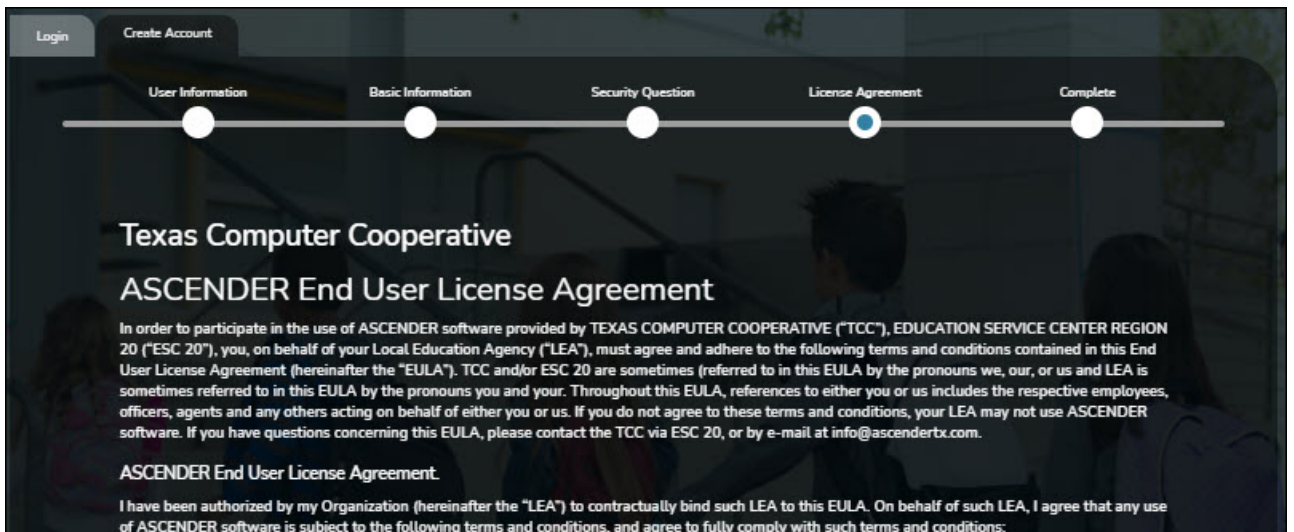 Login
Create Account
User Information
Basic Information
Security Question
License Agreement
Complete
Texas Computer Cooperative
ASCENDER End User License Agreement
In order to participate in the use of ASCENDER software provided by TEXAS COMPUTER COOPERATIVE (“TCC”), EDUCATION SERVICE CENTER REGION
20 (“ESC 20”), you, on behalf of your Local Education Agency (“LEA”), must agree and adhere to the following terms and conditions contained in this End
User License Agreement (hereinafter the “EULA”). TCC and/or ESC 20 are sometimes (referred to in this EULA by the pronouns we, our, or us and LEA is
sometimes referred to in this EULA by the pronouns you and your. Throughout this EULA, references to either you or us includes the respective employees,
officers, agents and any others acting on behalf of either you or us. If you do not agree to these terms and conditions, your LEA may not use ASCENDER
software. If you have questions concerning this EULA, please contact the TCC via ESC 20, or by e-mail at info@ascendertx.com.
ASCENDER End User License Agreement.
I have been authorized by my Organization (hereinafter the “LEA”) to contractually bind such LEA to this EULA. On behalf of such LEA, I agree that any use
of ASCENDER software is subject to the following terms and conditions, and agree to fully comply with such terms and conditions: